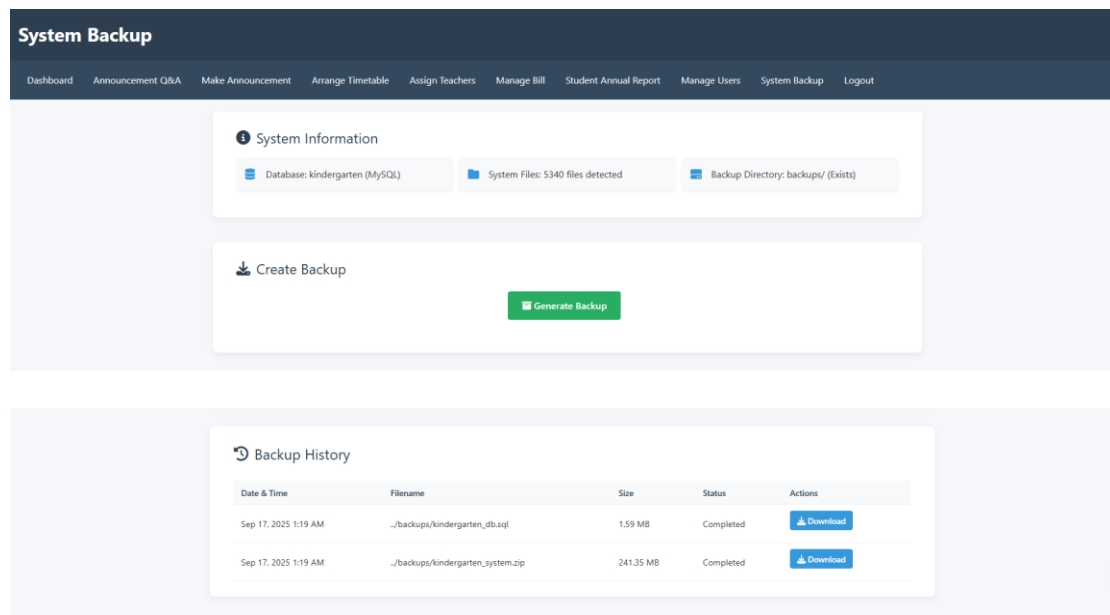 System Backup
Dashboard Announcement Q&A Make Announcement Arrange Timetable Assign Teachers Manage Bill Student Annual Report Manage Users System Backup Logout
System Information
Database: kindergarten (MySQL) System Files: 5340 files detected Backup Directory: backups/ (Exists)
Create Backup
Generate Backup
Backup History
Date & Time Filename Size Status Actions
Sep 17, 2025 1:19 AM ../backups/kindergarten_db.sql 1.59 MB Completed Download
Sep 17, 2025 1:19 AM ../backups/kindergarten_system.zip 241.35 MB Completed Download